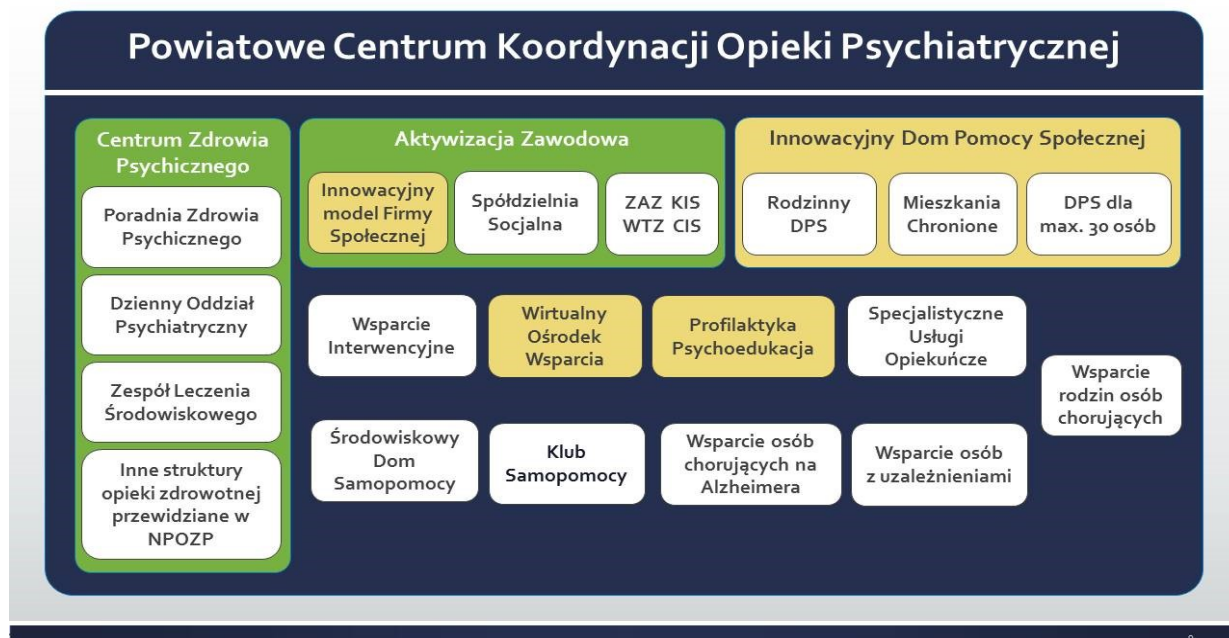 Powiatowe Centrum Koordynacji Opieki Psychiatrycznej
Centrum Zdrowia
Psychicznego
Poradnia Zdrowia
Psychicznego
Dzienny Oddział
Psychiatryczny
Zespół Leczenia
Środowiskowego
Inne struktury
opieki zdrowotnej
przewidziane w
NPOZP
Aktywizacja Zawodowa
Innowacyjny
model Firmy
Społecznej
Spółdzielnia
Socjalna
ZAZ KIS
WTZ CIS
Innowacyjny Dom Pomocy Społecznej
Rodzinny
DPS
Mieszkania
Chronione
DPS dla
max. 30 osób
Wsparcie
Interwencyjne
Wirtualny
Ośrodek
Wsparcia
Profilaktyka
Psychoedukacja
Specjalistyczne
Usługi
Opiekuńcze
Wsparcie
rodzin osób
chorujących
Środowiskowy
Dom
Samopomocy
Klub
Samopomocy
Wsparcie osób
chorujących na
Alzheimera
Wsparcie osób
z uzależnieniami